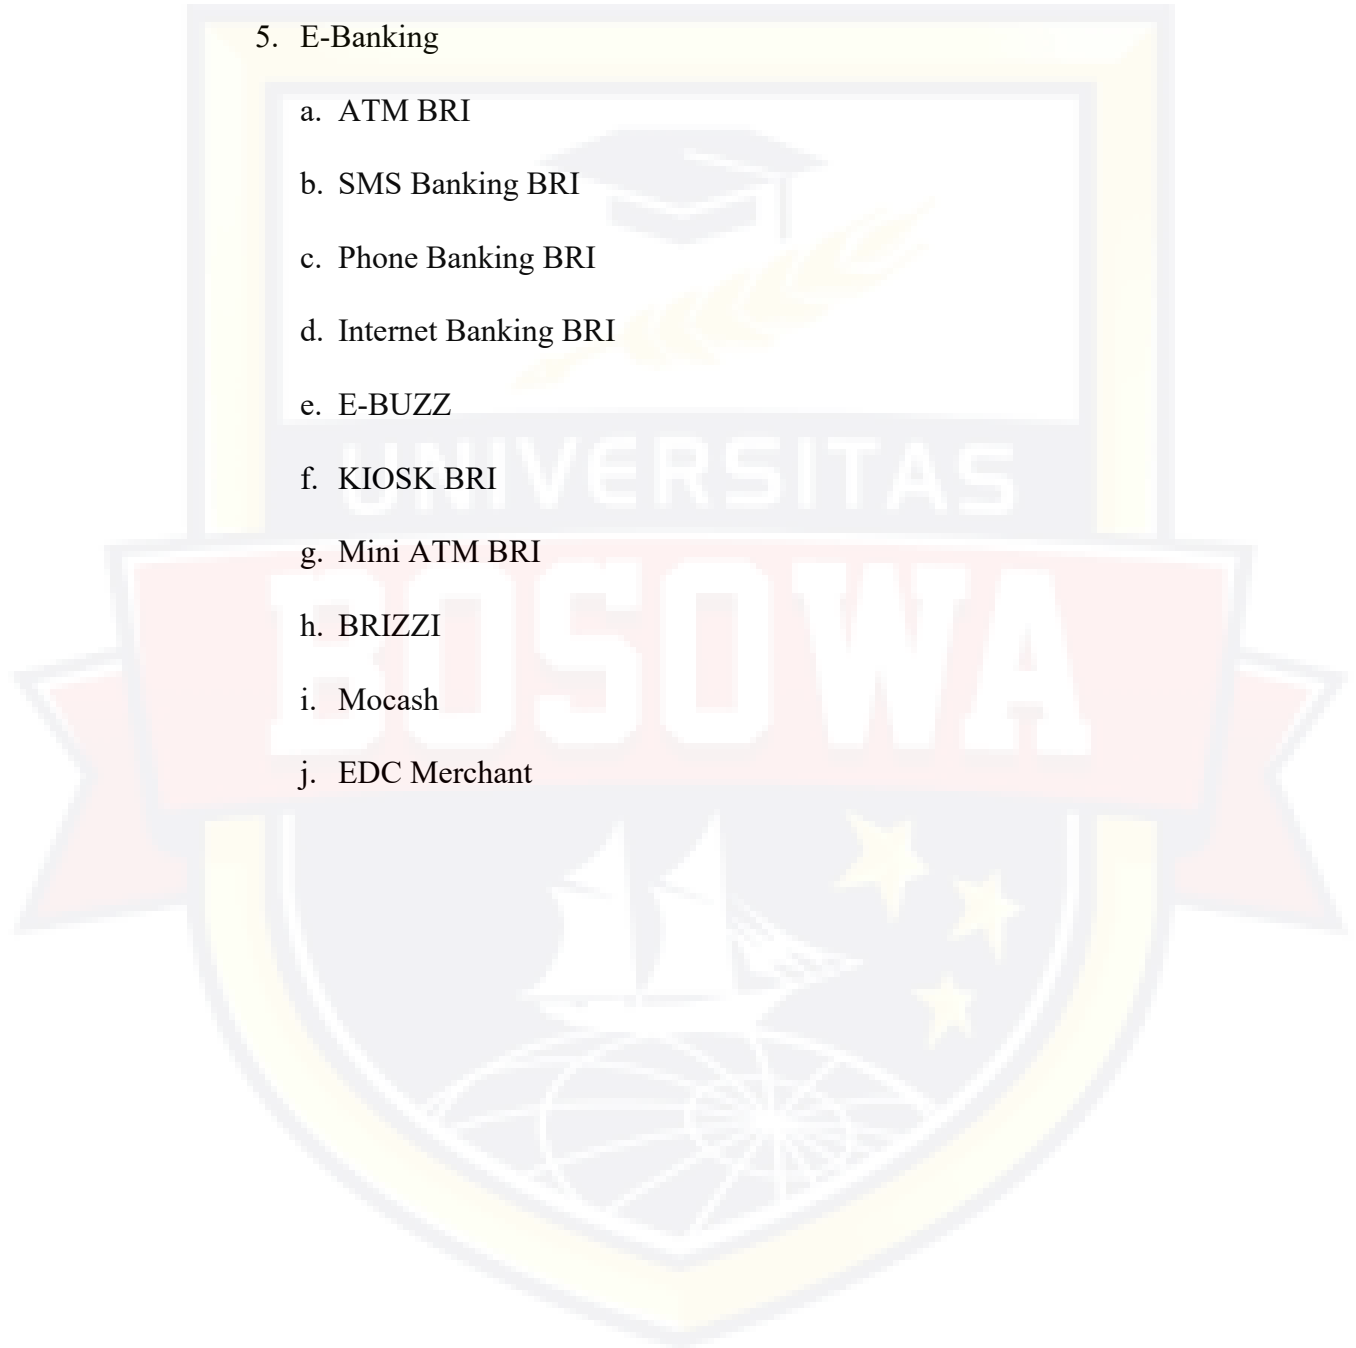 5. E-Banking
a. ATM BRI
b. SMS Banking BRI
c. Phone Banking BRI
d. Internet Banking BRI
e. E-BUZZ
UNIVERSITAS
f. KIOSK BRI
g. Mini ATM BRI
BOSOWA
h. BRIZZI
i. Mocash
j. EDC Merchant